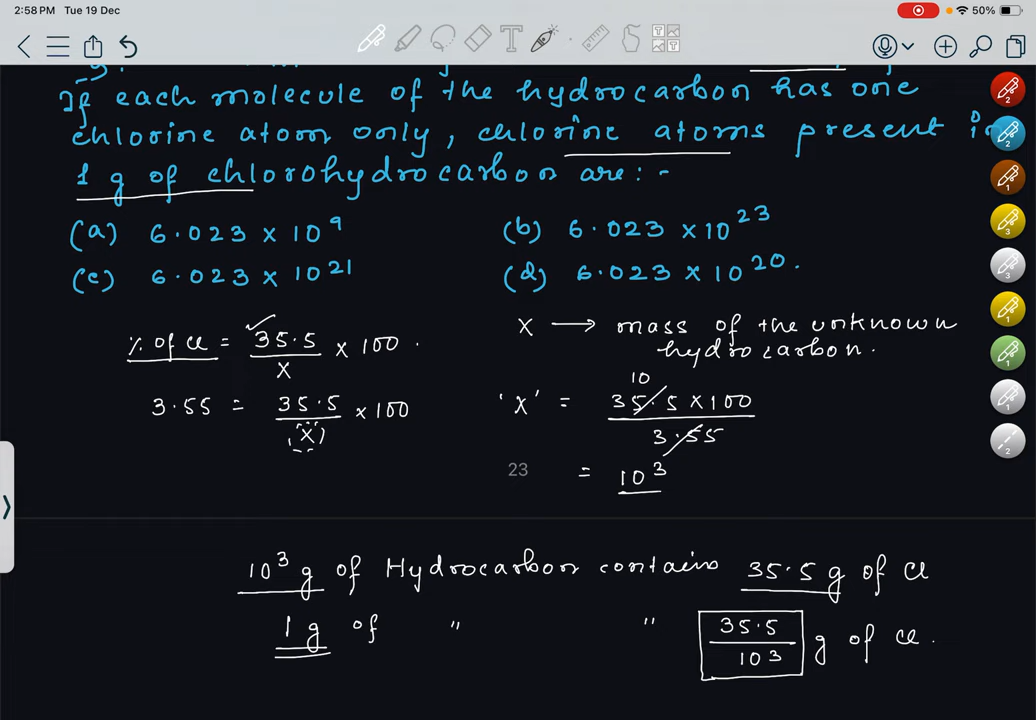 2:58 PM Tue 19 Dec
50%
If each molecule of the hydrocarbon has one
chlorine atom only, chlorine atoms present in
1 g of chlorohydrocarbon are:-
(a) 6.023 x 10^9
(b) 6.023 x 10^23
(c) 6.023 x 10^21
(d) 6.023 x 10^20.
% of Cl = 35.5/X x 100.
X → mass of the unknown
hydrocarbon.
3.55 = 35.5/(X) x 100
'X' = 35.5 x 100 / 3.55
10
= 10^3
23
10^3 g of Hydrocarbon contains 35.5 g of Cl
1 g of " " 35.5/10^3 g of Cl.